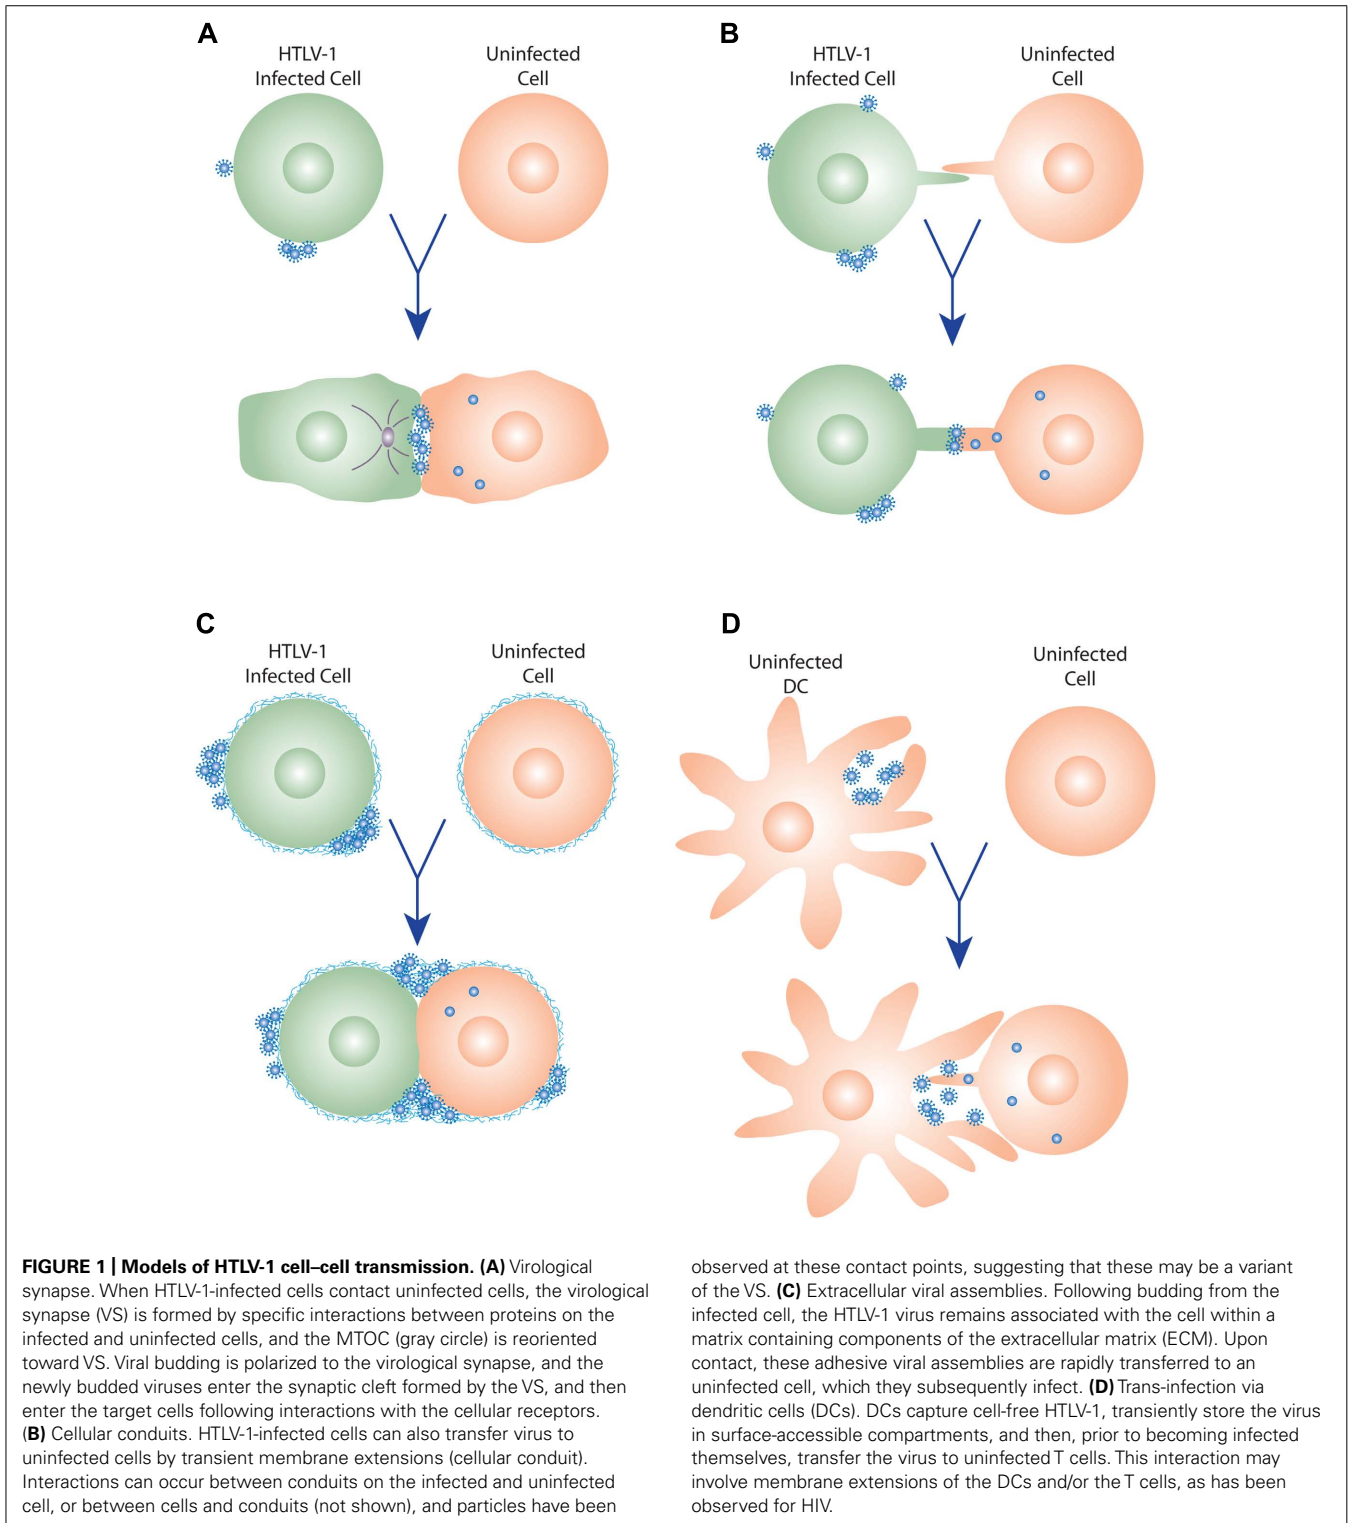 A
HTLV-1
Infected Cell
Uninfected
Cell
B
HTLV-1
Infected Cell
Uninfected
Cell
C
HTLV-1
Infected Cell
Uninfected
Cell
D
Uninfected
DC
Uninfected
Cell
FIGURE 1 | Models of HTLV-1 cell–cell transmission. (A) Virological
synapse. When HTLV-1-infected cells contact uninfected cells, the virological
synapse (VS) is formed by specific interactions between proteins on the
infected and uninfected cells, and the MTOC (gray circle) is reoriented
toward VS. Viral budding is polarized to the virological synapse, and the
newly budded viruses enter the synaptic cleft formed by the VS, and then
enter the target cells following interactions with the cellular receptors.
(B) Cellular conduits. HTLV-1-infected cells can also transfer virus to
uninfected cells by transient membrane extensions (cellular conduit).
Interactions can occur between conduits on the infected and uninfected
cell, or between cells and conduits (not shown), and particles have been
observed at these contact points, suggesting that these may be a variant
of the VS. (C) Extracellular viral assemblies. Following budding from the
infected cell, the HTLV-1 virus remains associated with the cell within a
matrix containing components of the extracellular matrix (ECM). Upon
contact, these adhesive viral assemblies are rapidly transferred to an
uninfected cell, which they subsequently infect. (D) Trans-infection via
dendritic cells (DCs). DCs capture cell-free HTLV-1, transiently store the virus
in surface-accessible compartments, and then, prior to becoming infected
themselves, transfer the virus to uninfected T cells. This interaction may
involve membrane extensions of the DCs and/or the T cells, as has been
observed for HIV.